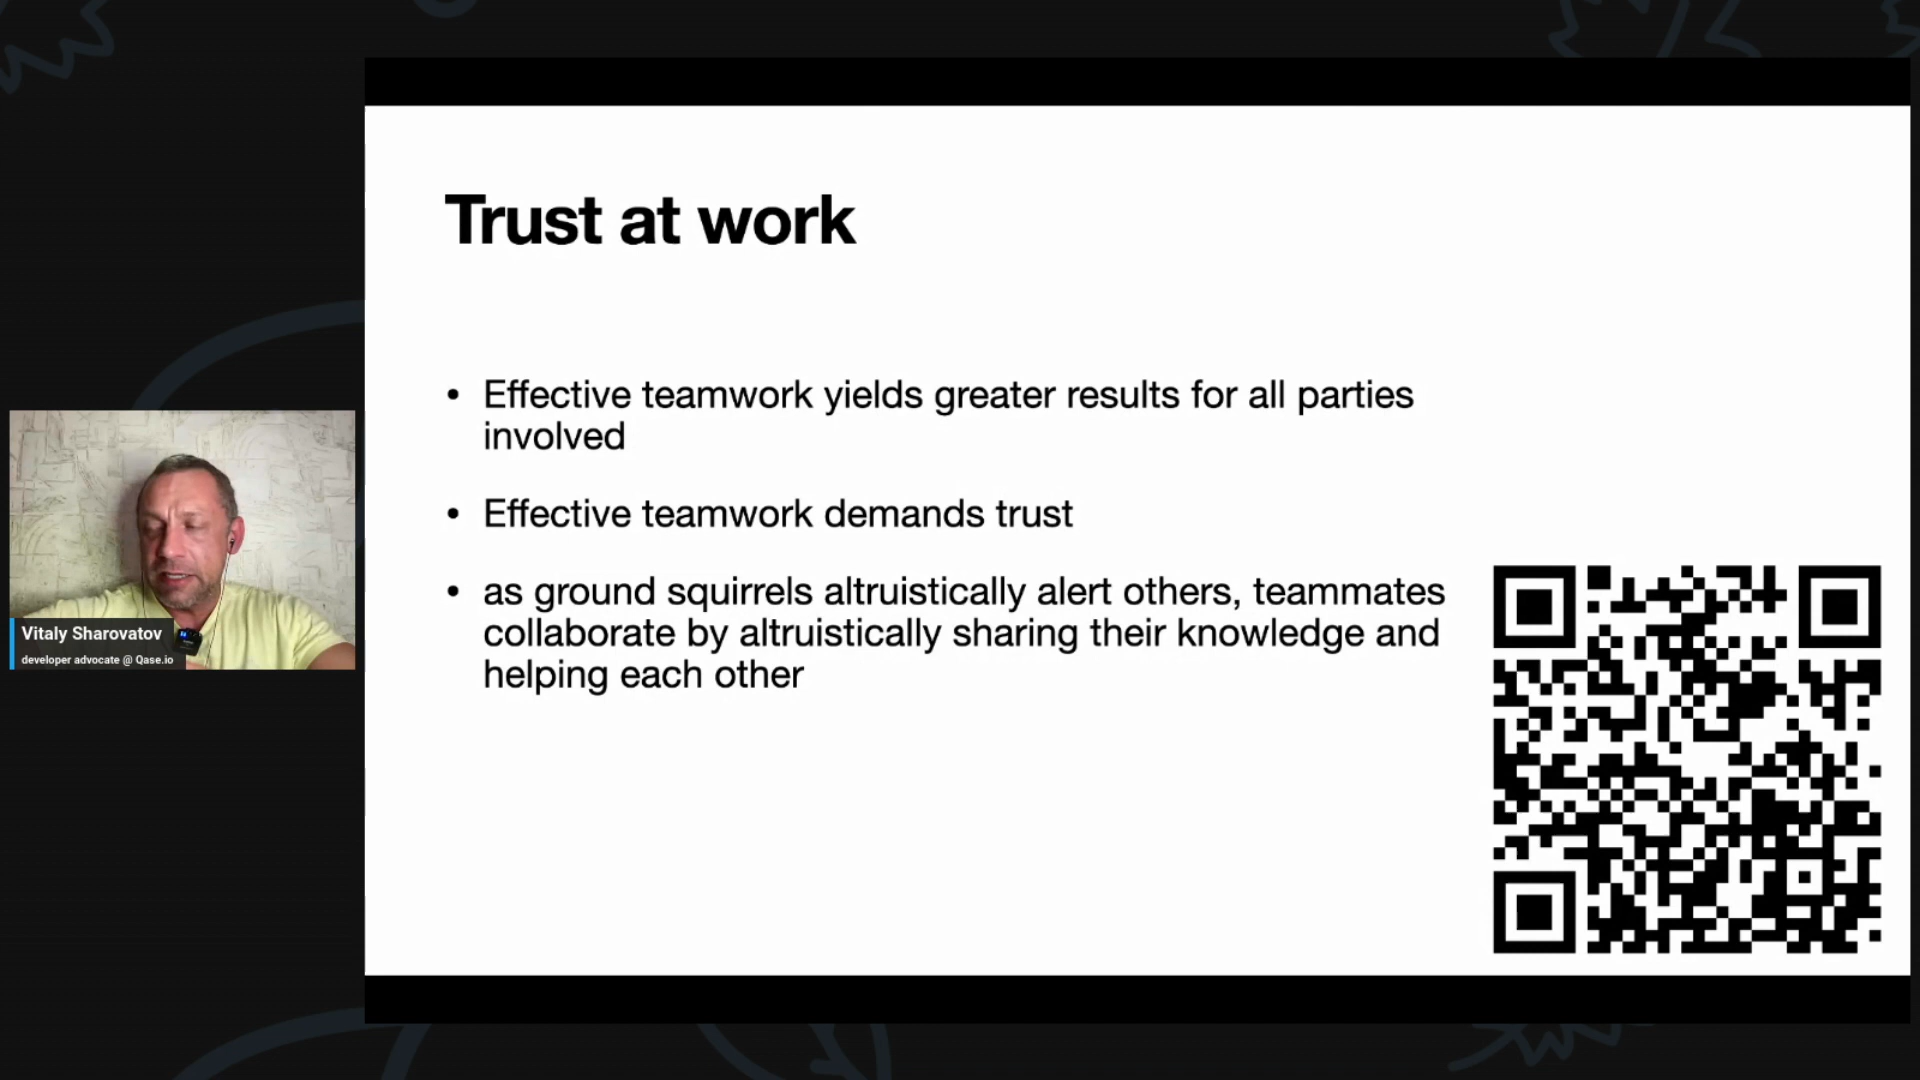 Trust at work
• Effective teamwork yields greater results for all parties
involved
• Effective teamwork demands trust
• as ground squirrels altruistically alert others, teammates
collaborate by altruistically sharing their knowledge and
helping each other
Vitaly Sharovatov
developer advocate @ Qase.io